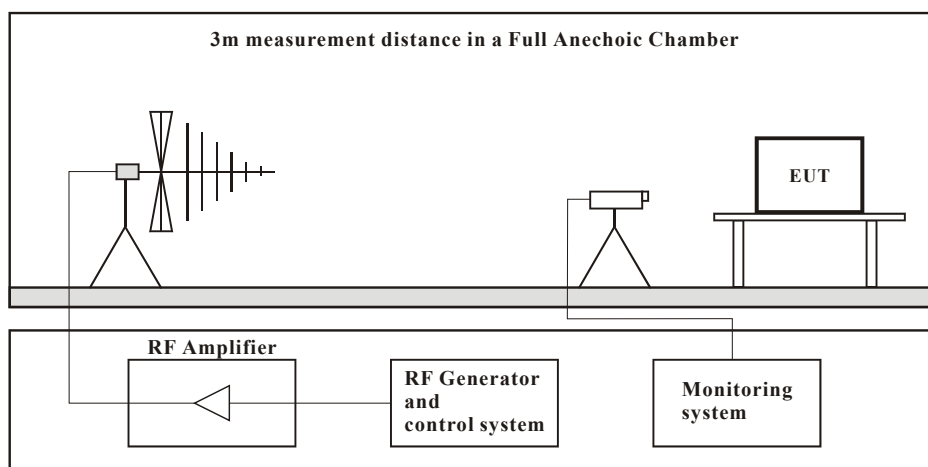 3m measurement distance in a Full Anechoic Chamber
EUT
RF Amplifier
RF Generator
and
control system
Monitoring
system